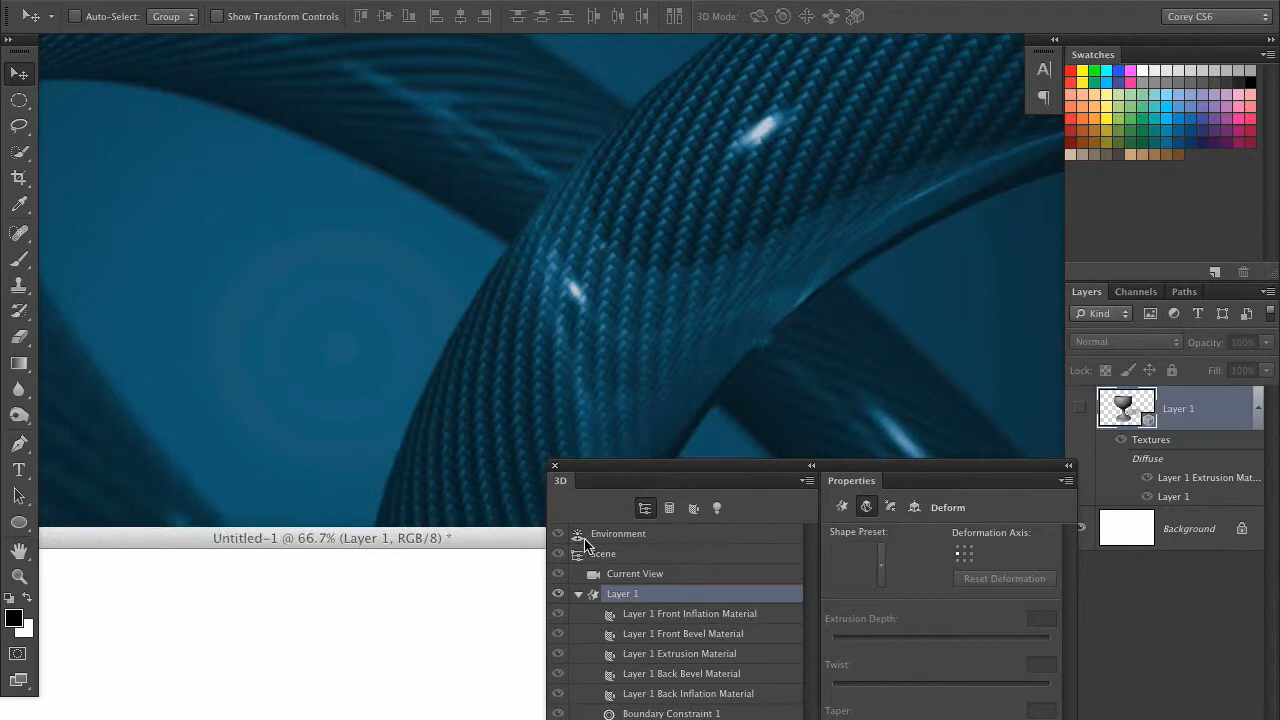 Auto-Select: Group Show Transform Controls 3D Mode: Corey CS6
A
Swatches
Layers Channels Paths
Kind T
Normal Opacity: 100%
Lock: Fill: 100%
Layer 1
Textures
Diffuse
Layer 1 Extrusion Mat...
Layer 1
Background
T
Untitled-1 @ 66.7% (Layer 1, RGB/8) *
3D
Environment
Scene
Current View
Layer 1
Layer 1 Front Inflation Material
Layer 1 Front Bevel Material
Layer 1 Extrusion Material
Layer 1 Back Bevel Material
Layer 1 Back Inflation Material
Boundary Constraint 1
Properties
Deform
Shape Preset: Deformation Axis:
Reset Deformation
Extrusion Depth:
Twist:
Taper: